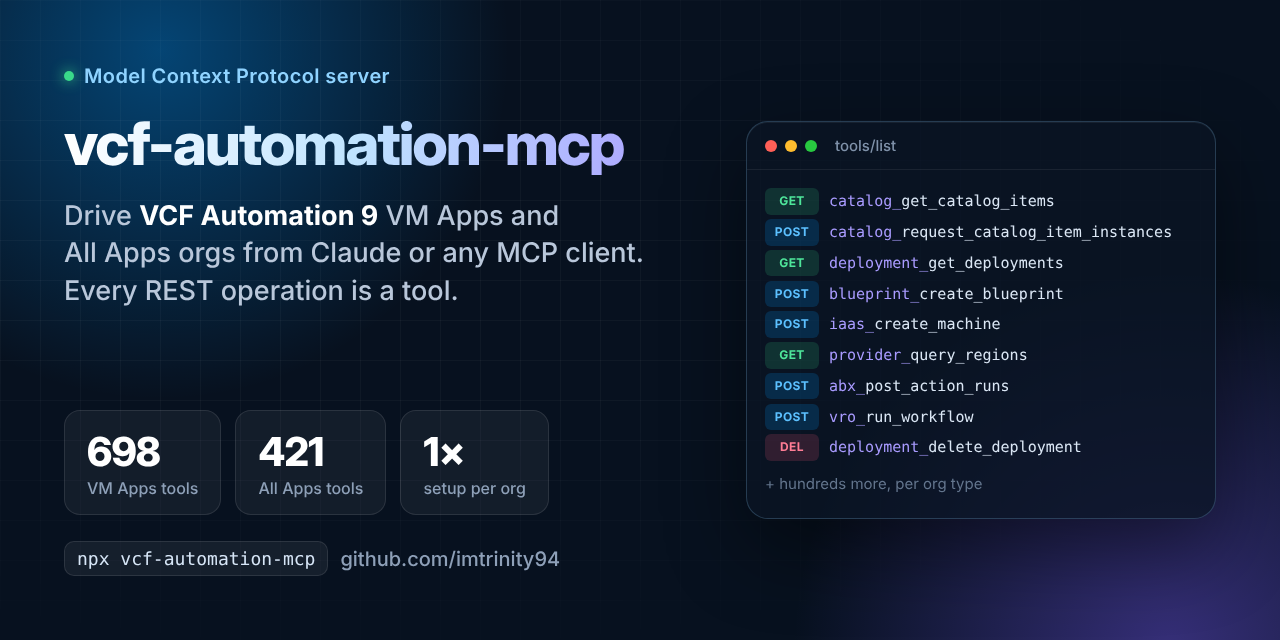 Model Context Protocol server
vcf-automation-mcp
Drive VCF Automation 9 VM Apps and
All Apps orgs from Claude or any MCP client.
Every REST operation is a tool.
698
VM Apps tools
421
All Apps tools
1×
setup per org
npx vcf-automation-mcp
github.com/imtrinity94
tools/list
GET catalog_get_catalog_items
POST catalog_request_catalog_item_instances
GET deployment_get_deployments
POST blueprint_create_blueprint
POST iaas_create_machine
GET provider_query_regions
POST abx_post_action_runs
POST vro_run_workflow
DEL deployment_delete_deployment
+ hundreds more, per org type